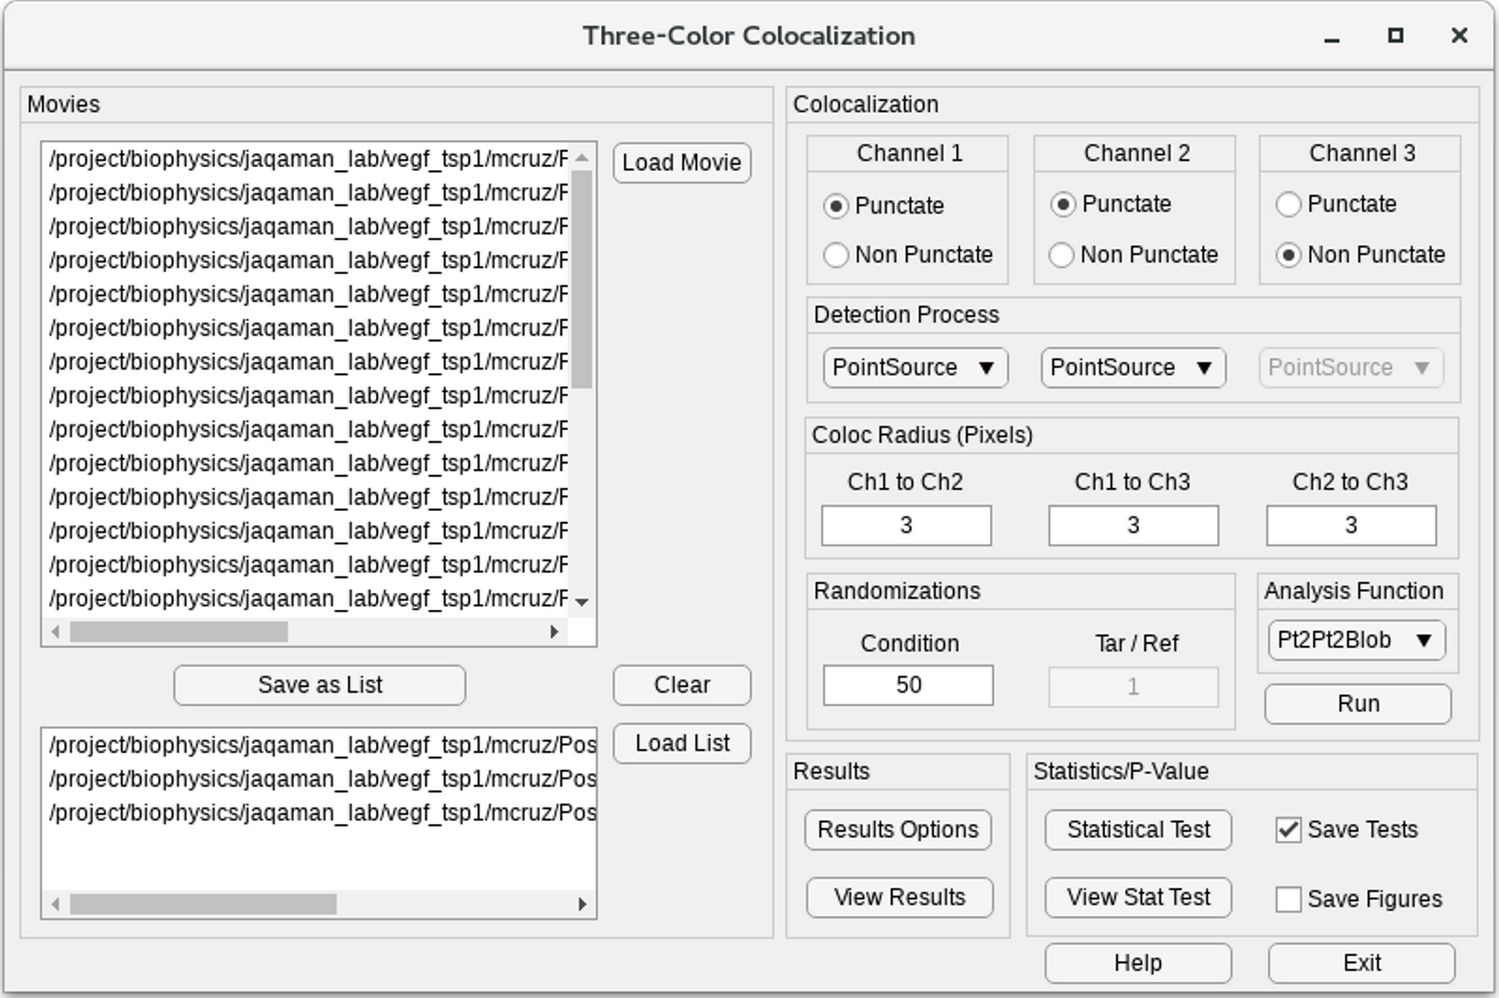 Three-Color Colocalization
Movies
/project/biophysics/jaqaman_lab/vegf_tsp1/mcruz/F
/project/biophysics/jaqaman_lab/vegf_tsp1/mcruz/F
/project/biophysics/jaqaman_lab/vegf_tsp1/mcruz/F
/project/biophysics/jaqaman_lab/vegf_tsp1/mcruz/F
/project/biophysics/jaqaman_lab/vegf_tsp1/mcruz/F
/project/biophysics/jaqaman_lab/vegf_tsp1/mcruz/F
/project/biophysics/jaqaman_lab/vegf_tsp1/mcruz/F
/project/biophysics/jaqaman_lab/vegf_tsp1/mcruz/F
/project/biophysics/jaqaman_lab/vegf_tsp1/mcruz/F
/project/biophysics/jaqaman_lab/vegf_tsp1/mcruz/F
/project/biophysics/jaqaman_lab/vegf_tsp1/mcruz/F
/project/biophysics/jaqaman_lab/vegf_tsp1/mcruz/F
/project/biophysics/jaqaman_lab/vegf_tsp1/mcruz/F
/project/biophysics/jaqaman_lab/vegf_tsp1/mcruz/F
Load Movie
Save as List
Clear
/project/biophysics/jaqaman_lab/vegf_tsp1/mcruz/Pos
/project/biophysics/jaqaman_lab/vegf_tsp1/mcruz/Pos
/project/biophysics/jaqaman_lab/vegf_tsp1/mcruz/Pos
Load List
Colocalization
Channel 1
Punctate
Non Punctate
Channel 2
Punctate
Non Punctate
Channel 3
Punctate
Non Punctate
Detection Process
PointSource
PointSource
PointSource
Coloc Radius (Pixels)
Ch1 to Ch2
Ch1 to Ch3
Ch2 to Ch3
3
3
3
Randomizations
Condition
Tar / Ref
50
1
Analysis Function
Pt2Pt2Blob
Run
Results
Results Options
View Results
Statistics/P-Value
Statistical Test
Save Tests
View Stat Test
Save Figures
Help
Exit